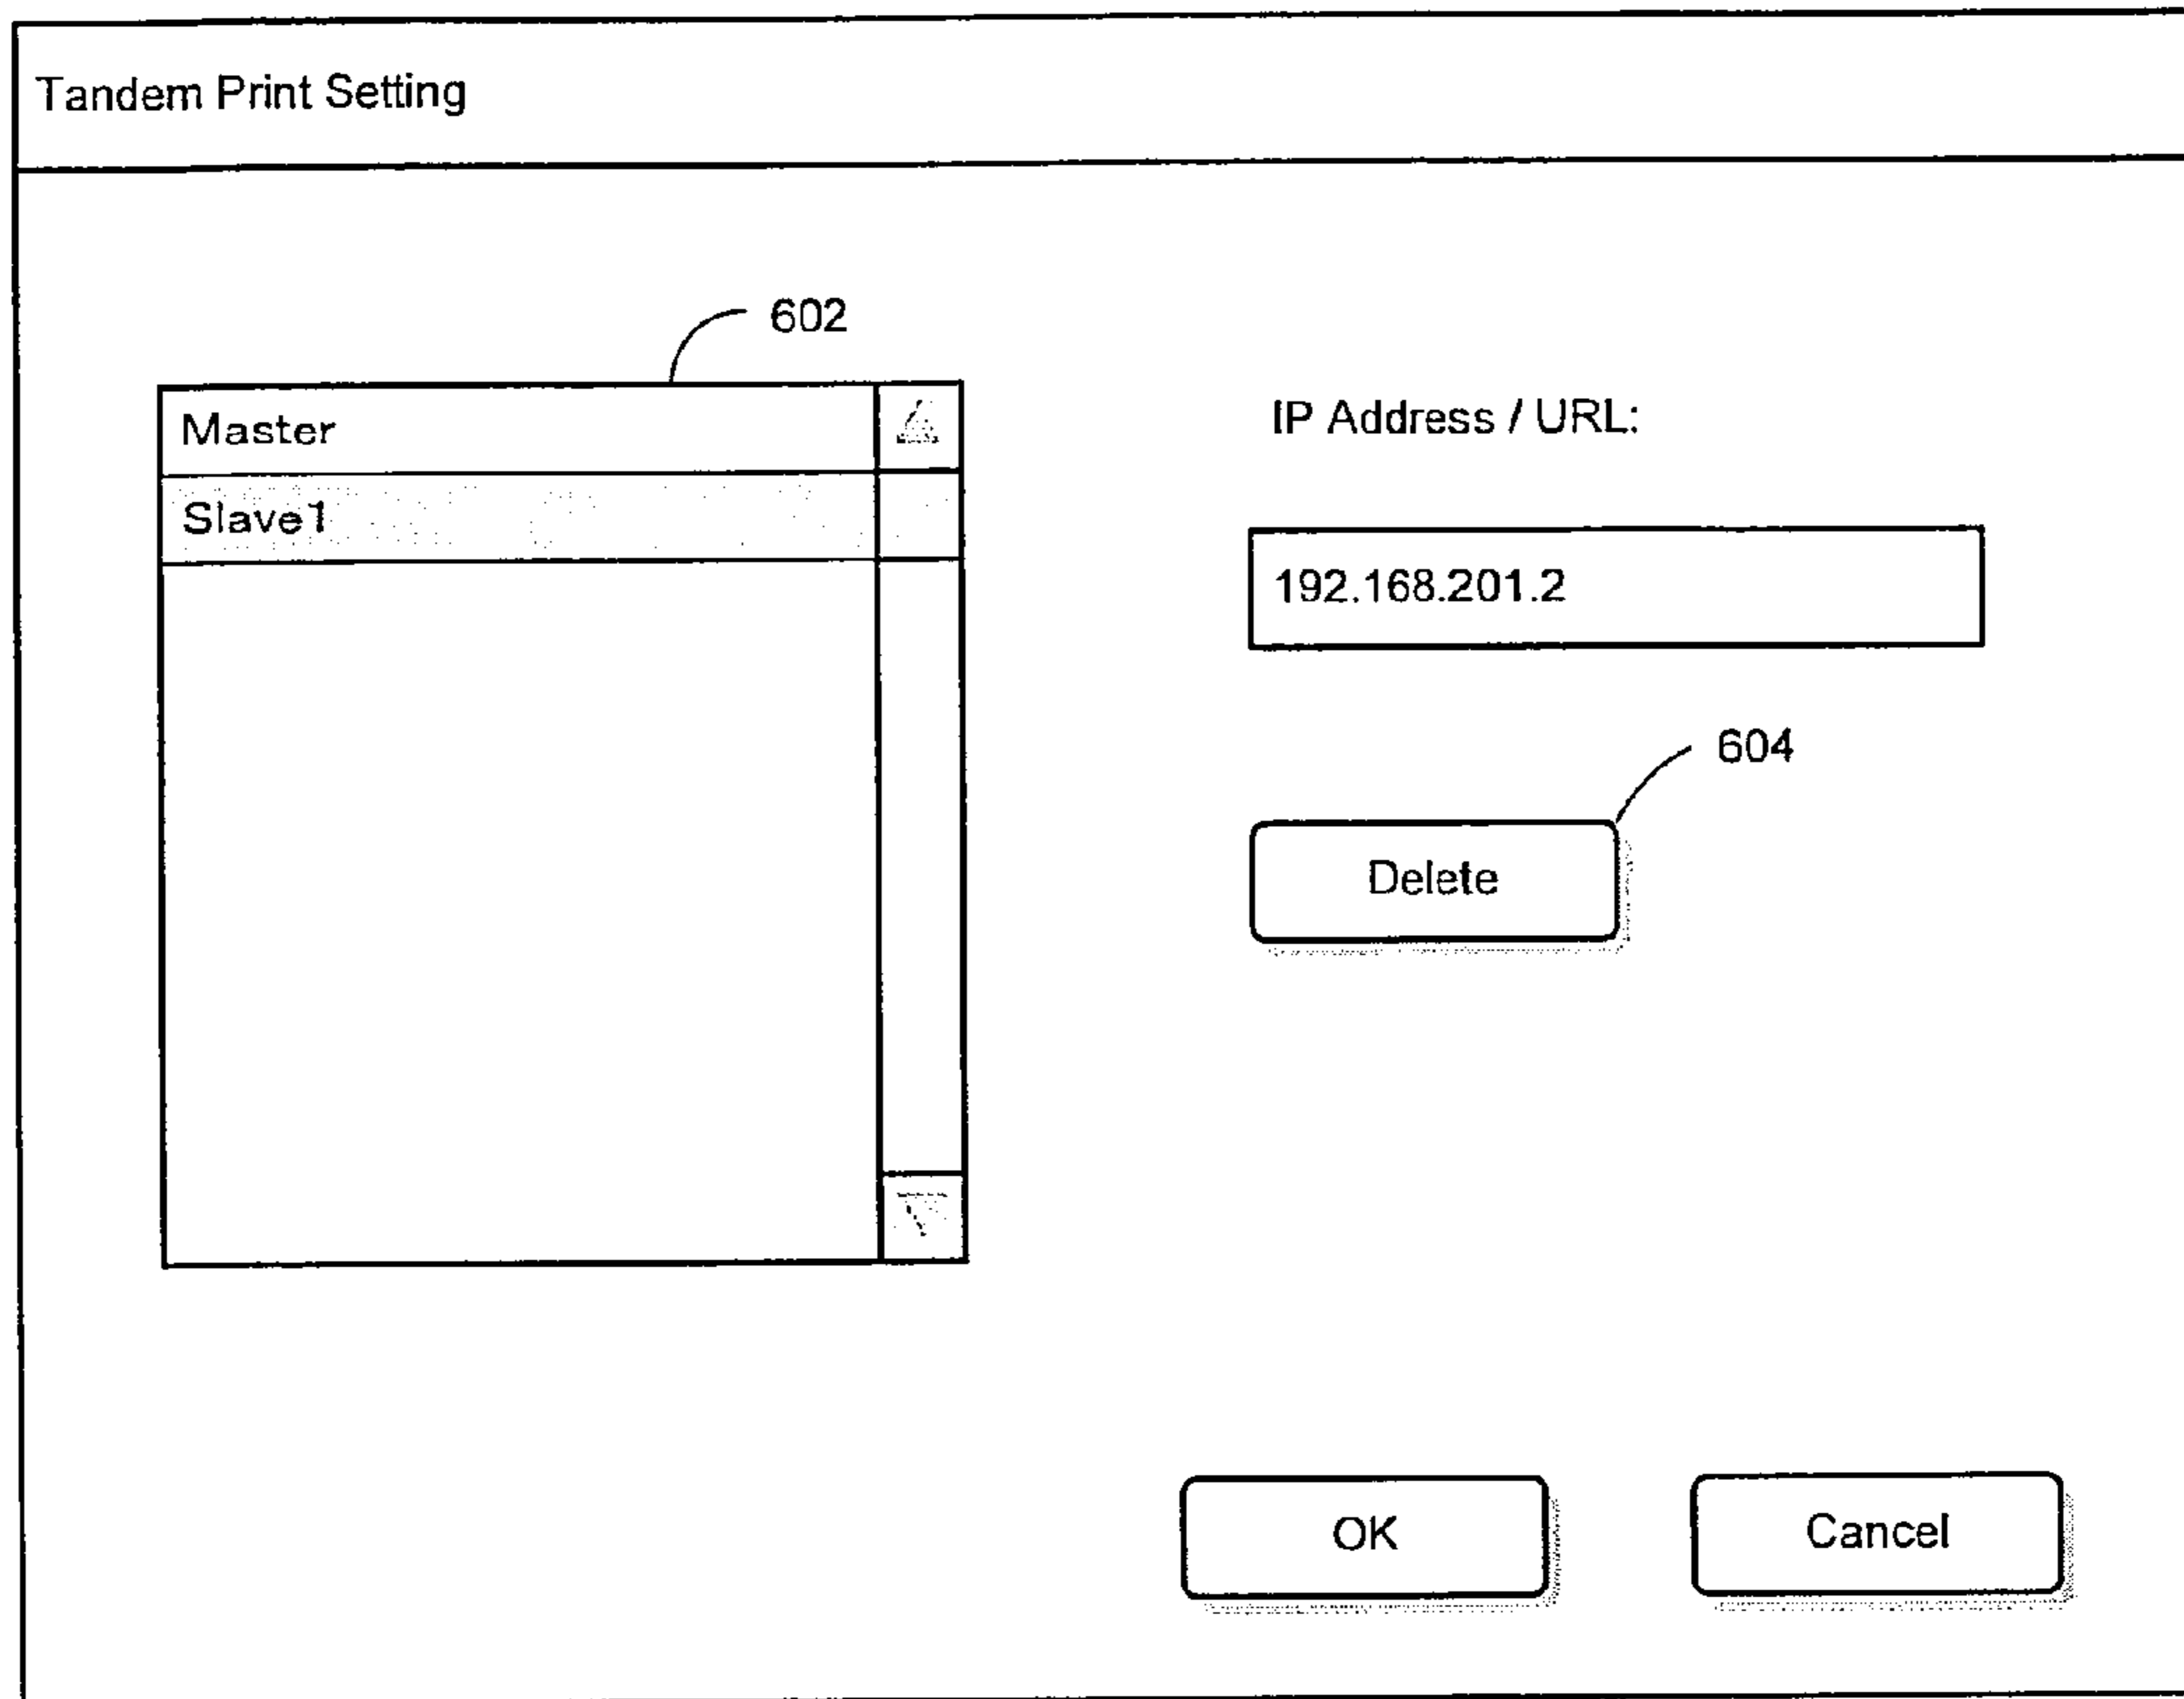 Tandem Print Setting
602
Master
Slave1
IP Address / URL:
192.168.201.2
604
Delete
OK
Cancel